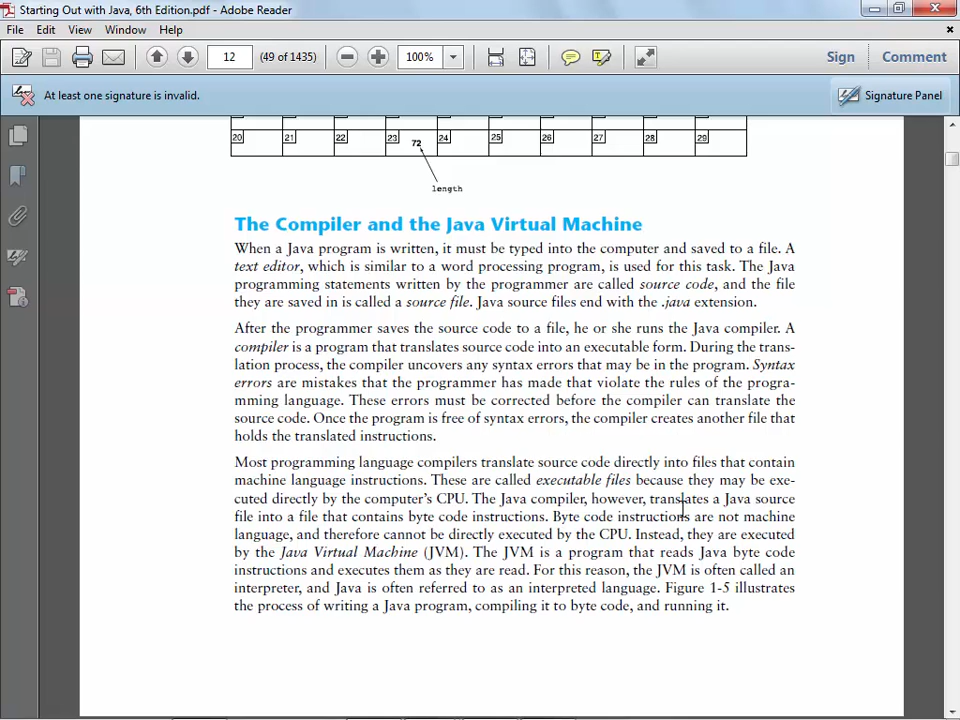 Starting Out with Java, 6th Edition.pdf - Adobe Reader
File Edit View Window Help
12 (49 of 1435) 100% Sign Comment
At least one signature is invalid. Signature Panel
20 21 22 23 24 25 26 27 28 29
72
length
The Compiler and the Java Virtual Machine
When a Java program is written, it must be typed into the computer and saved to a file. A
text editor, which is similar to a word processing program, is used for this task. The Java
programming statements written by the programmer are called source code, and the file
they are saved in is called a source file. Java source files end with the .java extension.
After the programmer saves the source code to a file, he or she runs the Java compiler. A
compiler is a program that translates source code into an executable form. During the trans-
lation process, the compiler uncovers any syntax errors that may be in the program. Syntax
errors are mistakes that the programmer has made that violate the rules of the progra-
mming language. These errors must be corrected before the compiler can translate the
source code. Once the program is free of syntax errors, the compiler creates another file that
holds the translated instructions.
Most programming language compilers translate source code directly into files that contain
machine language instructions. These are called executable files because they may be exe-
cuted directly by the computer's CPU. The Java compiler, however, translates a Java source
file into a file that contains byte code instructions. Byte code instructions are not machine
language, and therefore cannot be directly executed by the CPU. Instead, they are executed
by the Java Virtual Machine (JVM). The JVM is a program that reads Java byte code
instructions and executes them as they are read. For this reason, the JVM is often called an
interpreter, and Java is often referred to as an interpreted language. Figure 1-5 illustrates
the process of writing a Java program, compiling it to byte code, and running it.